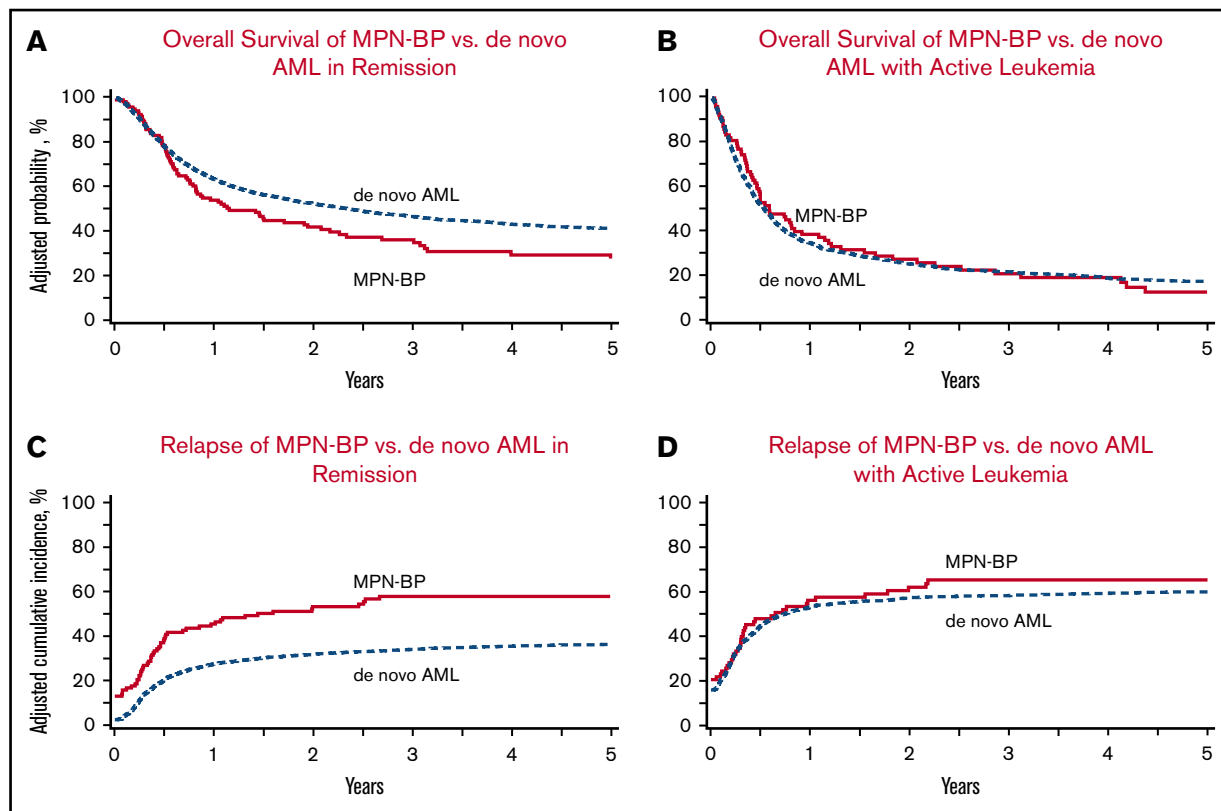 A
Overall Survival of MPN-BP vs. de novo
AML in Remission
100
80
60
40
20
0
Adjusted probability , %
de novo AML
MPN-BP
0 1 2 3 4 5
Years
B
Overall Survival of MPN-BP vs. de novo
AML with Active Leukemia
100
80
60
40
20
0
MPN-BP
de novo AML
0 1 2 3 4 5
Years
C
Relapse of MPN-BP vs. de novo AML in
Remission
100
80
60
40
20
0
Adjusted cumulative incidence, %
MPN-BP
de novo AML
0 1 2 3 4 5
Years
D
Relapse of MPN-BP vs. de novo AML
with Active Leukemia
100
80
60
40
20
0
MPN-BP
de novo AML
0 1 2 3 4 5
Years